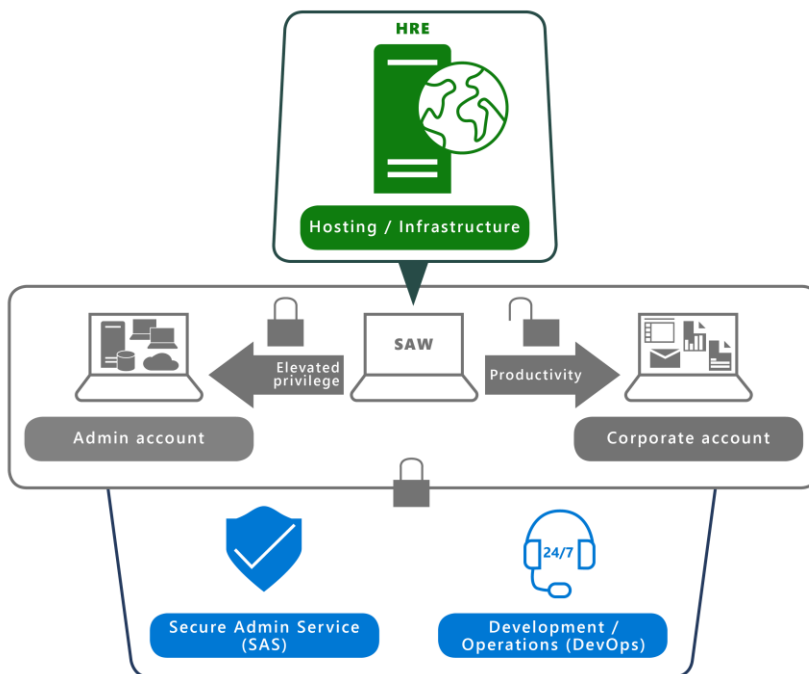 HRE
Hosting / Infrastructure
SAW
Elevated
privilege
Productivity
Admin account
Corporate account
24/7
Secure Admin Service
(SAS)
Development /
Operations (DevOps)